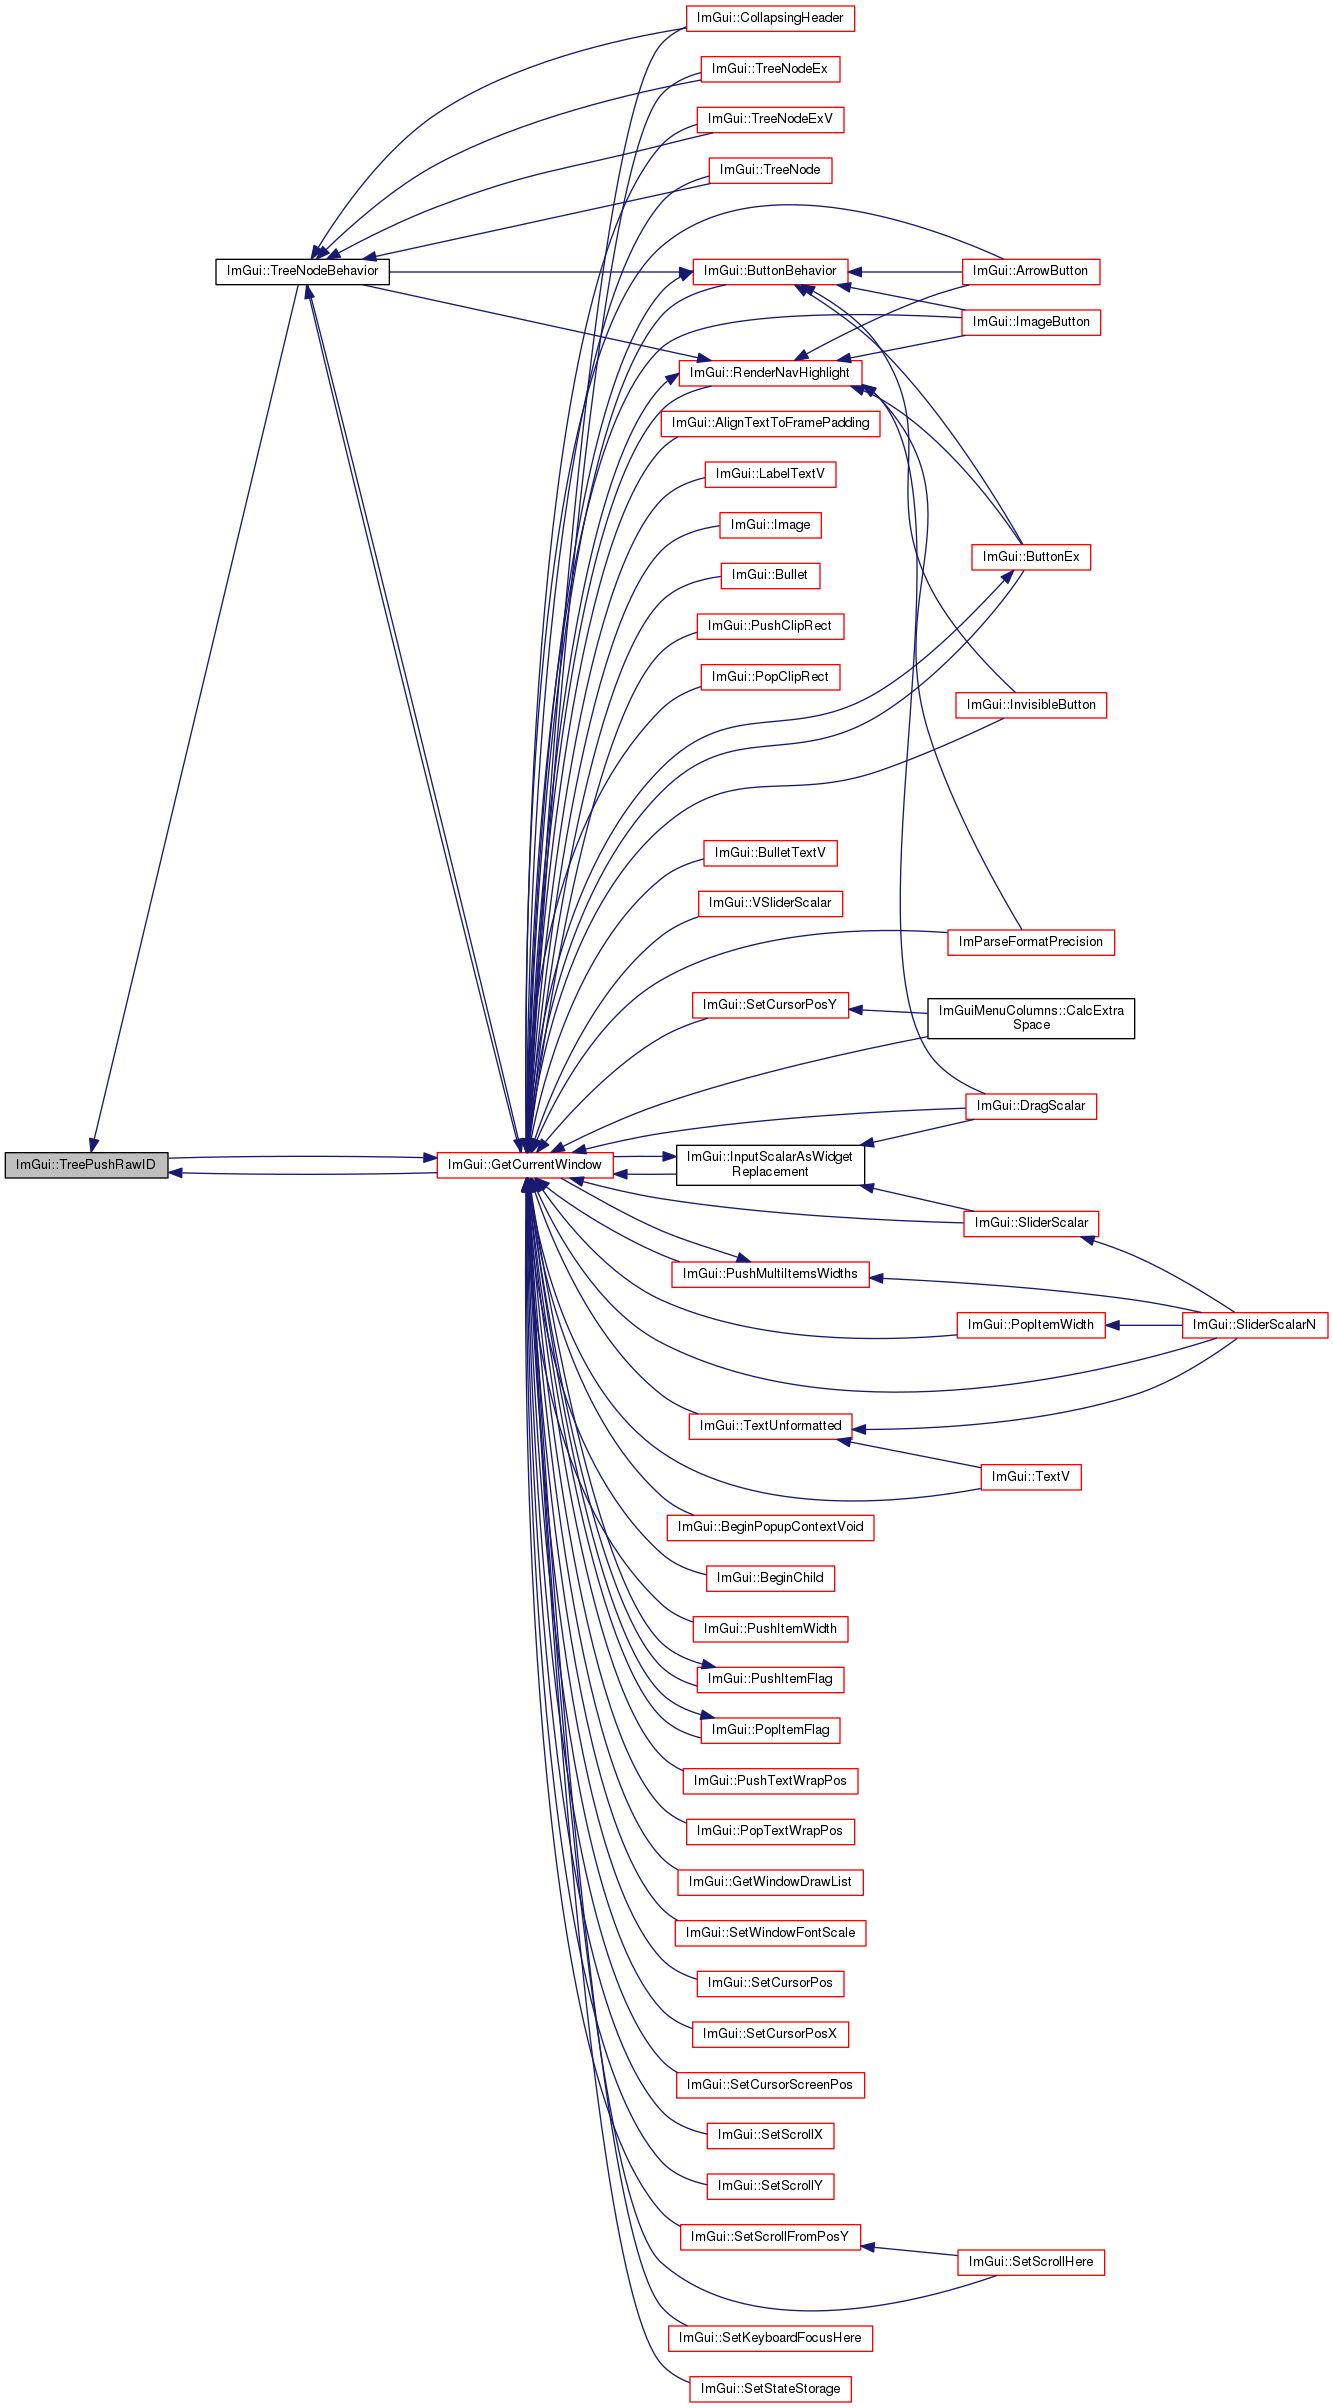 ImGui::CollapsingHeader
ImGui::TreeNodeEx
ImGui::TreeNodeExV
ImGui::TreeNode
ImGui::TreeNodeBehavior
ImGui::ButtonBehavior
ImGui::ArrowButton
ImGui::ImageButton
ImGui::RenderNavHighlight
ImGui::AlignTextToFramePadding
ImGui::LabelTextV
ImGui::Image
ImGui::ButtonEx
ImGui::Bullet
ImGui::PushClipRect
ImGui::PopClipRect
ImGui::InvisibleButton
ImGui::BulletTextV
ImGui::VSliderScalar
ImParseFormatPrecision
ImGui::SetCursorPosY
ImGuiMenuColumns::CalcExtra
Space
ImGui::DragScalar
ImGui::TreePushRawID
ImGui::GetCurrentWindow
ImGui::InputScalarAsWidget
Replacement
ImGui::SliderScalar
ImGui::PushMultiItemsWidths
ImGui::PopItemWidth
ImGui::SliderScalarN
ImGui::TextUnformatted
ImGui::TextV
ImGui::BeginPopupContextVoid
ImGui::BeginChild
ImGui::PushItemWidth
ImGui::PushItemFlag
ImGui::PopItemFlag
ImGui::PushTextWrapPos
ImGui::PopTextWrapPos
ImGui::GetWindowDrawList
ImGui::SetWindowFontScale
ImGui::SetCursorPos
ImGui::SetCursorPosX
ImGui::SetCursorScreenPos
ImGui::SetScrollX
ImGui::SetScrollY
ImGui::SetScrollFromPosY
ImGui::SetScrollHere
ImGui::SetKeyboardFocusHere
ImGui::SetStateStorage